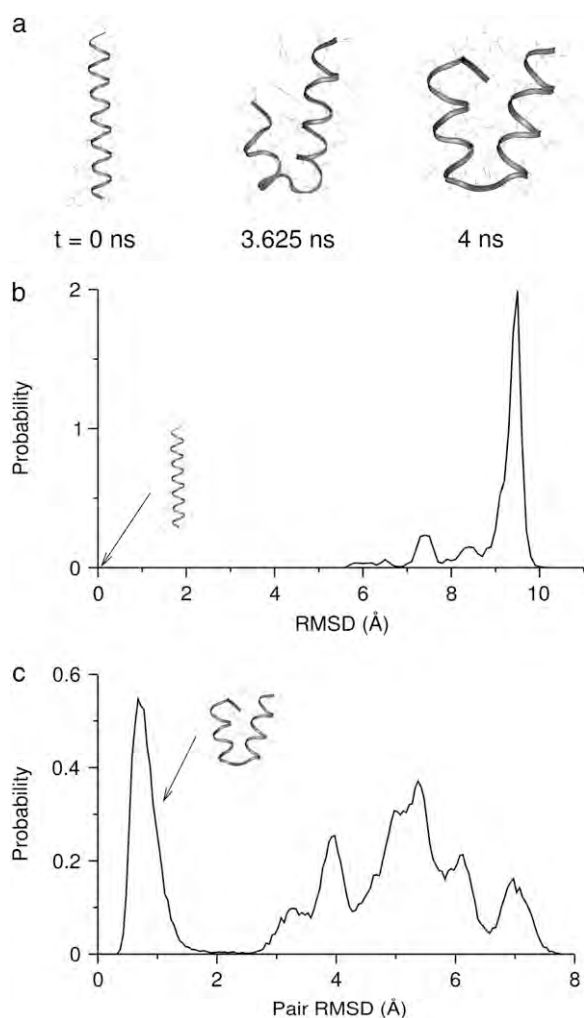 a
t = 0 ns 3.625 ns 4 ns
b
2
1
0
Probability
0 2 4 6 8 10
RMSD (Å)
c
0.6
0.4
0.2
0
Probability
0 2 4 6 8
Pair RMSD (Å)